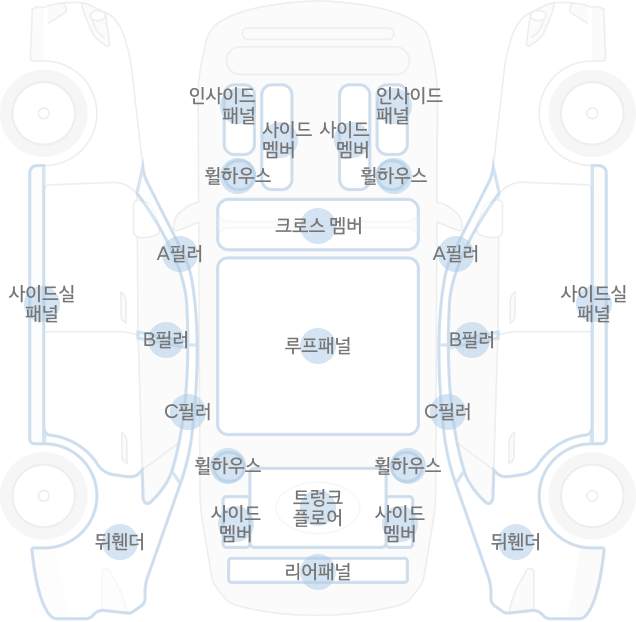 인사이드
패널
인사이드
패널
사이드
멤버
사이드
멤버
휠하우스
휠하우스
크로스 멤버
A필러
A필러
사이드실
패널
사이드실
패널
B필러
루프패널
B필러
C필러
C필러
휠하우스
휠하우스
사이드
멤버
트렁크
플로어
사이드
멤버
뒤휀더
뒤휀더
리어패널